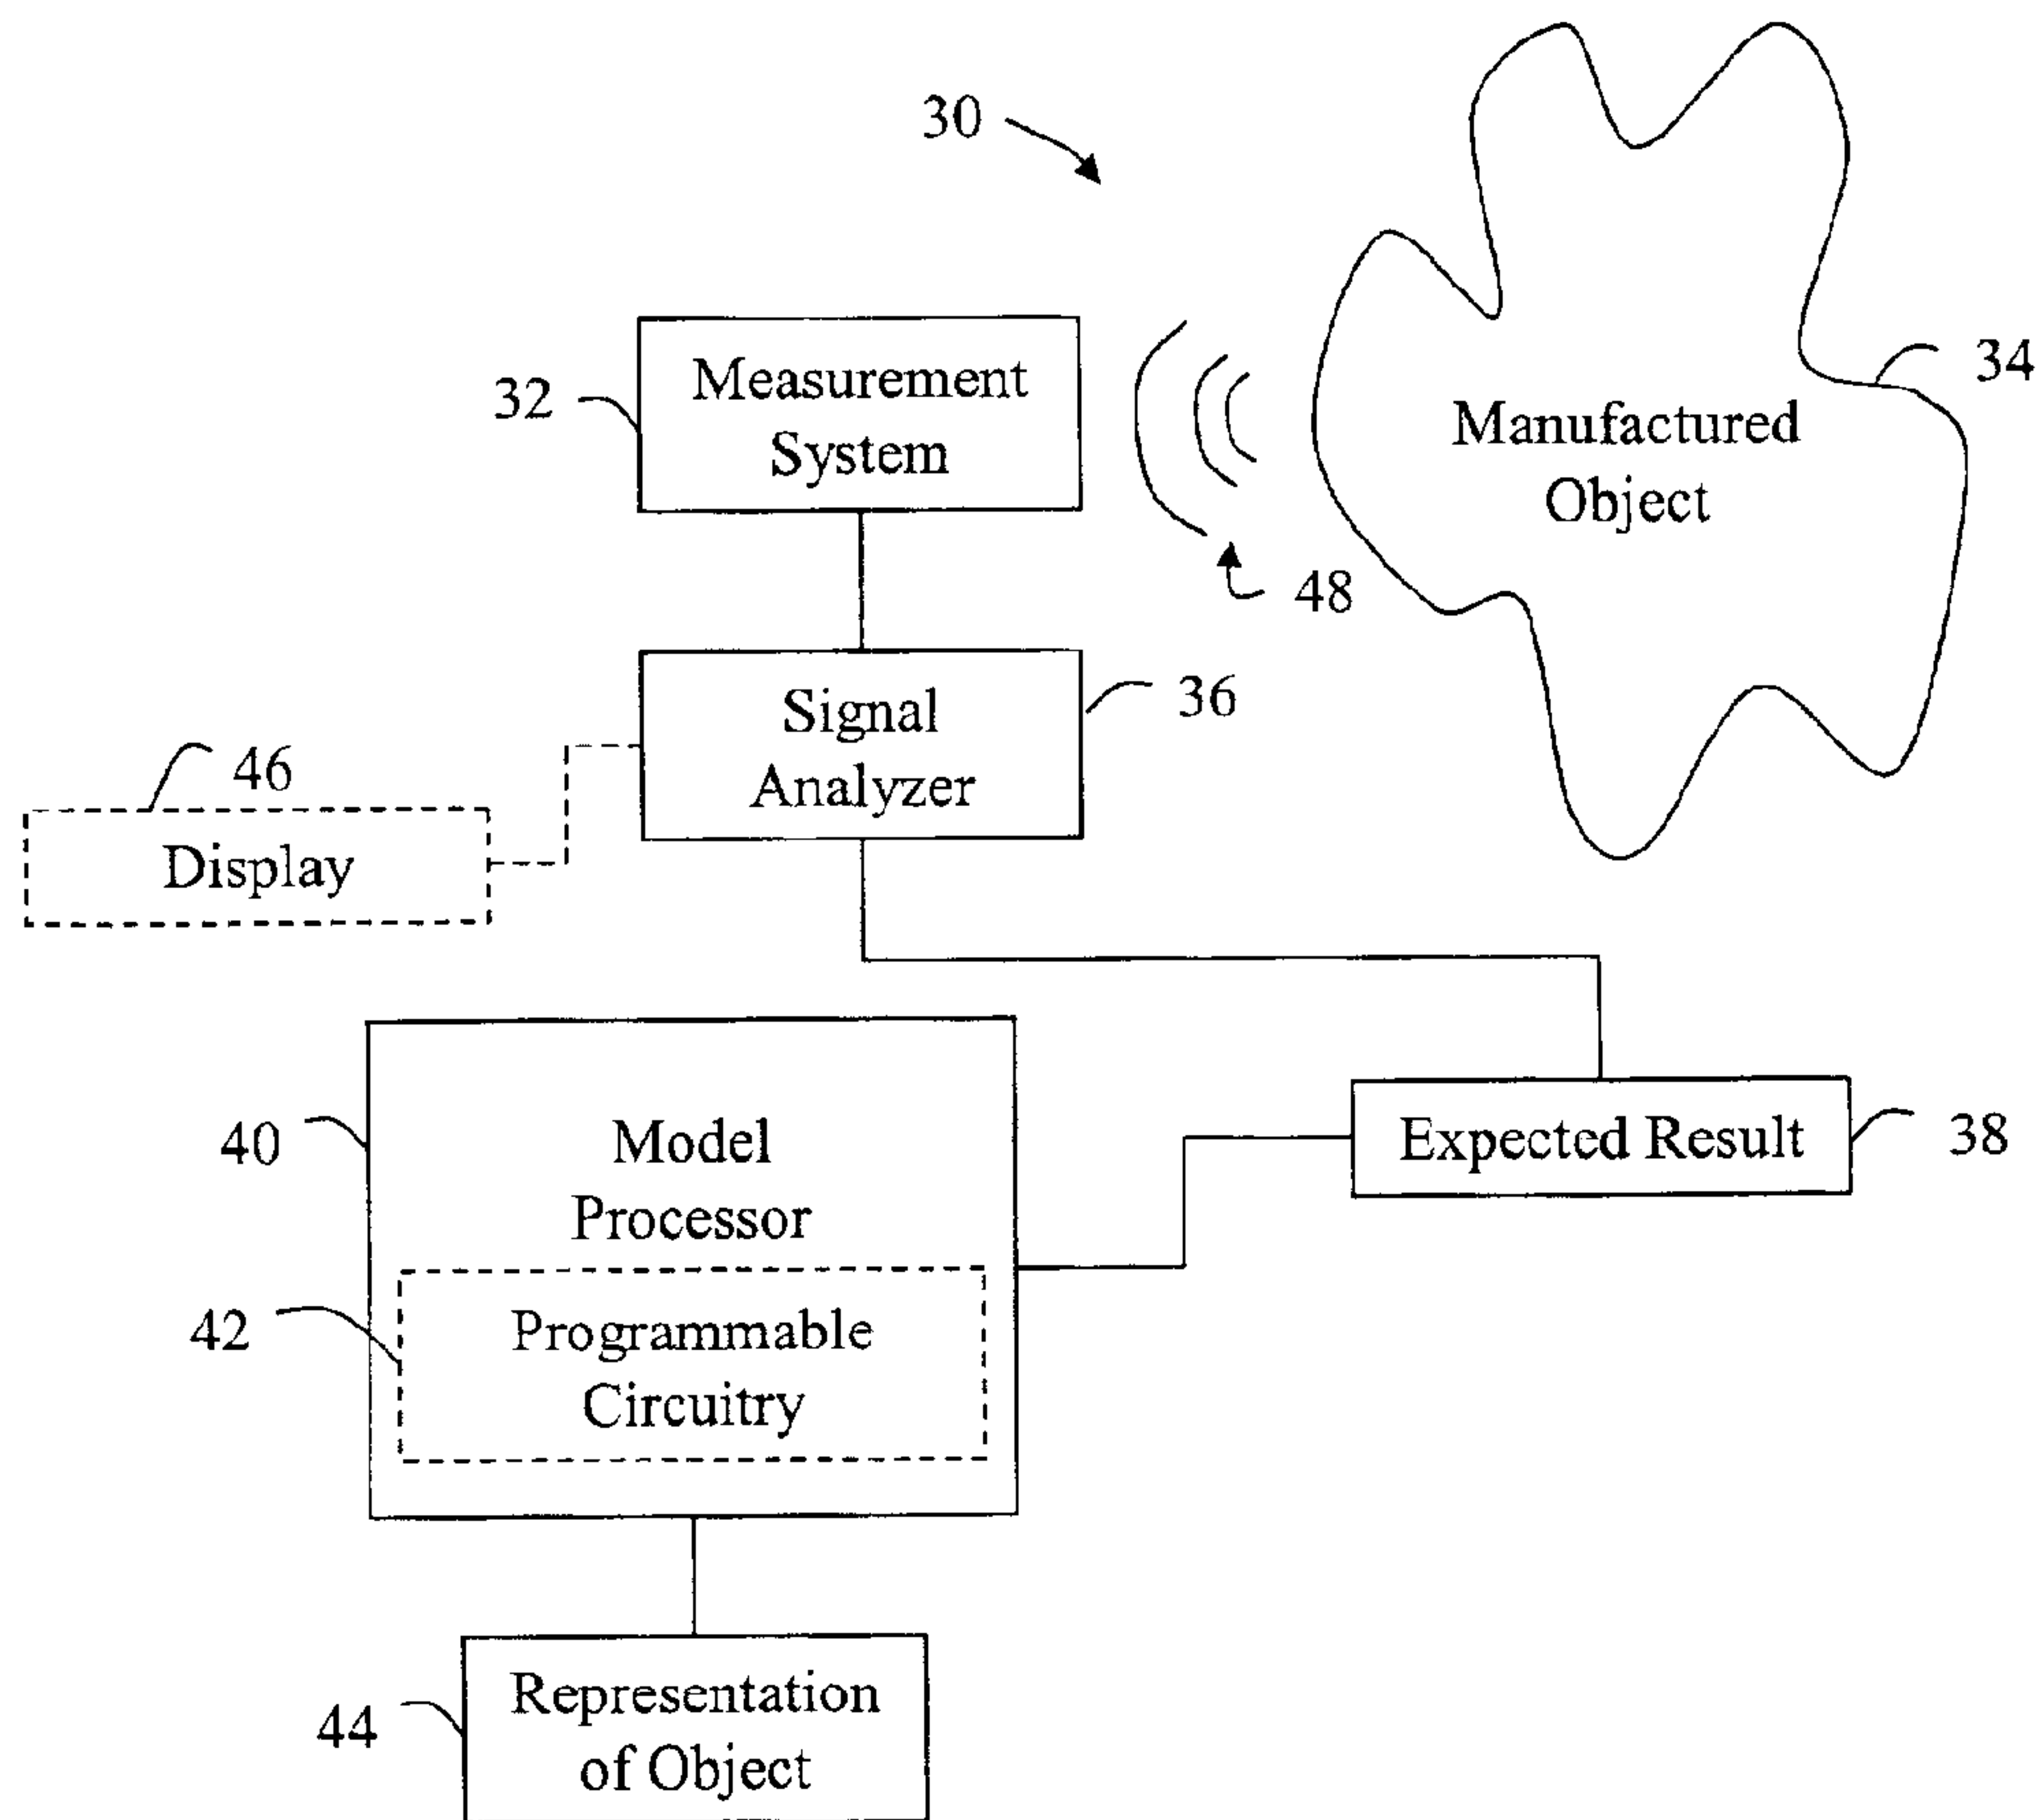 30
Measurement
System
32
34
Manufactured
Object
48
Signal
Analyzer
36
46
Display
40
Model
Processor
Expected Result
38
42
Programmable
Circuitry
44
Representation
of Object